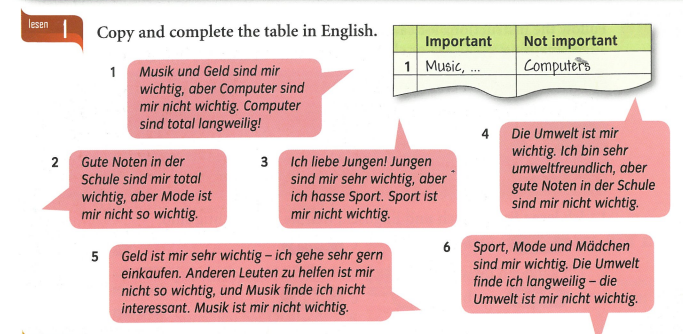 lesen 1
Copy and complete the table in English.
Important Not important
1 Music, ... Computers
1 Musik und Geld sind mir
wichtig, aber Computer sind
mir nicht wichtig. Computer
sind total langweilig!
2 Gute Noten in der
Schule sind mir total
wichtig, aber Mode ist
mir nicht so wichtig.
3 Ich liebe Jungen! Jungen
sind mir sehr wichtig, aber
ich hasse Sport. Sport ist
mir nicht wichtig.
4 Die Umwelt ist mir
wichtig. Ich bin sehr
umweltfreundlich, aber
gute Noten in der Schule
sind mir nicht wichtig.
5 Geld ist mir sehr wichtig – ich gehe sehr gern
einkaufen. Anderen Leuten zu helfen ist mir
nicht so wichtig, und Musik finde ich nicht
interessant. Musik ist mir nicht wichtig.
6 Sport, Mode und Mädchen
sind mir wichtig. Die Umwelt
finde ich langweilig – die
Umwelt ist mir nicht wichtig.